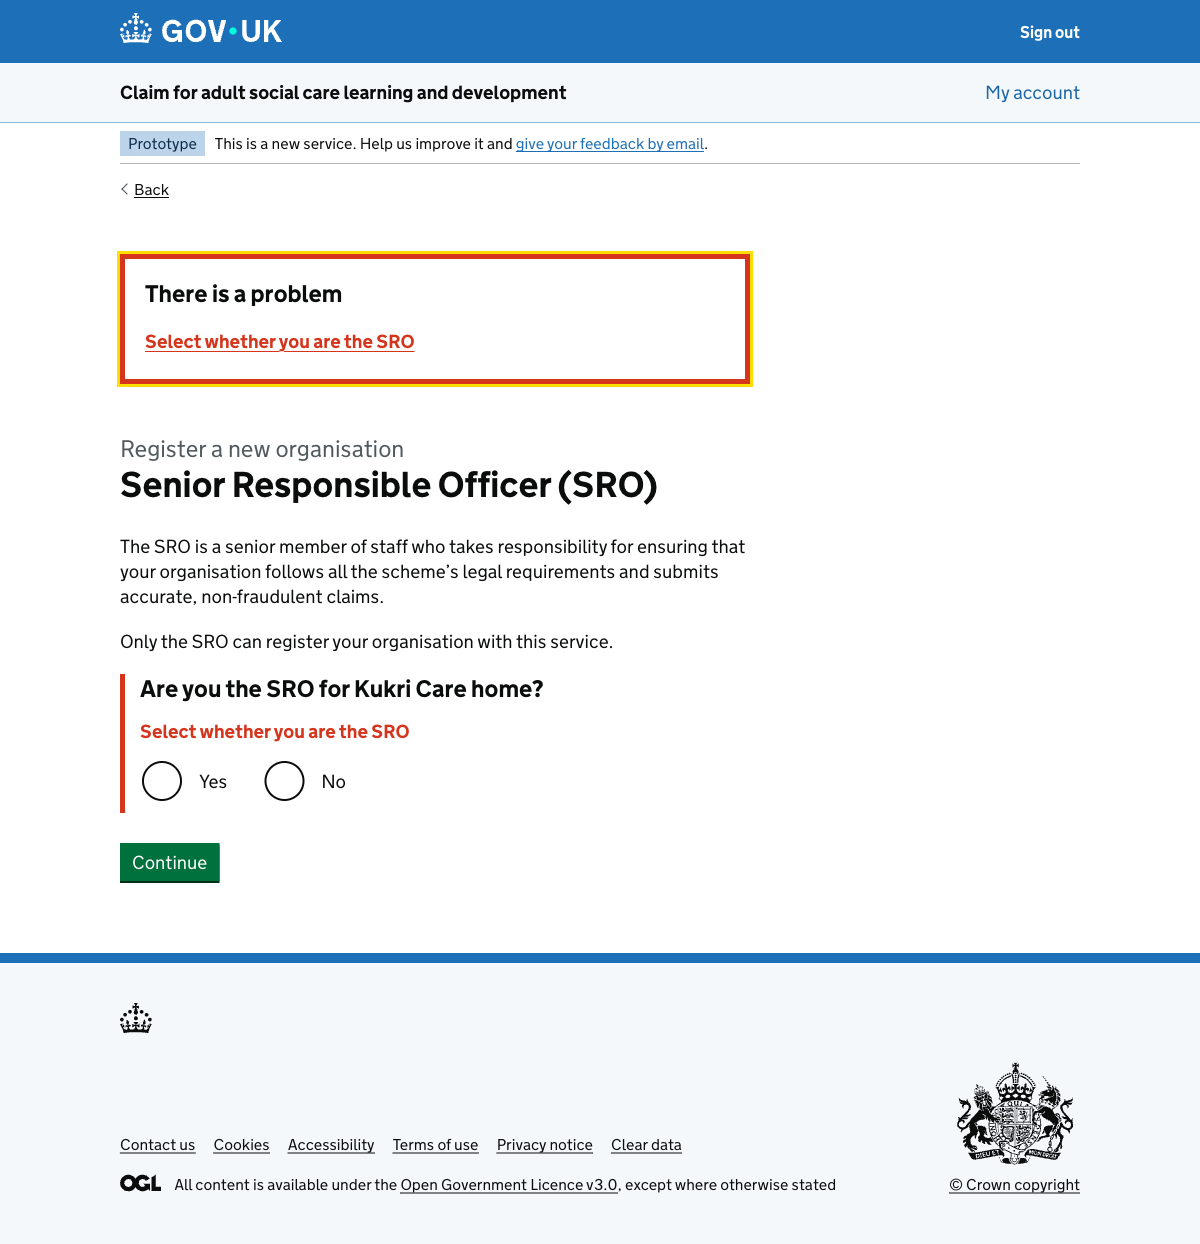 GOV·UK
Sign out
Claim for adult social care learning and development
My account
Prototype
This is a new service. Help us improve it and give your feedback by email.
Back
There is a problem
Select whether you are the SRO
Register a new organisation
Senior Responsible Officer (SRO)
The SRO is a senior member of staff who takes responsibility for ensuring that
your organisation follows all the scheme’s legal requirements and submits
accurate, non-fraudulent claims.
Only the SRO can register your organisation with this service.
Are you the SRO for Kukri Care home?
Select whether you are the SRO
Yes
No
Continue
Contact us
Cookies
Accessibility
Terms of use
Privacy notice
Clear data
OGL
All content is available under the Open Government Licence v3.0, except where otherwise stated
© Crown copyright